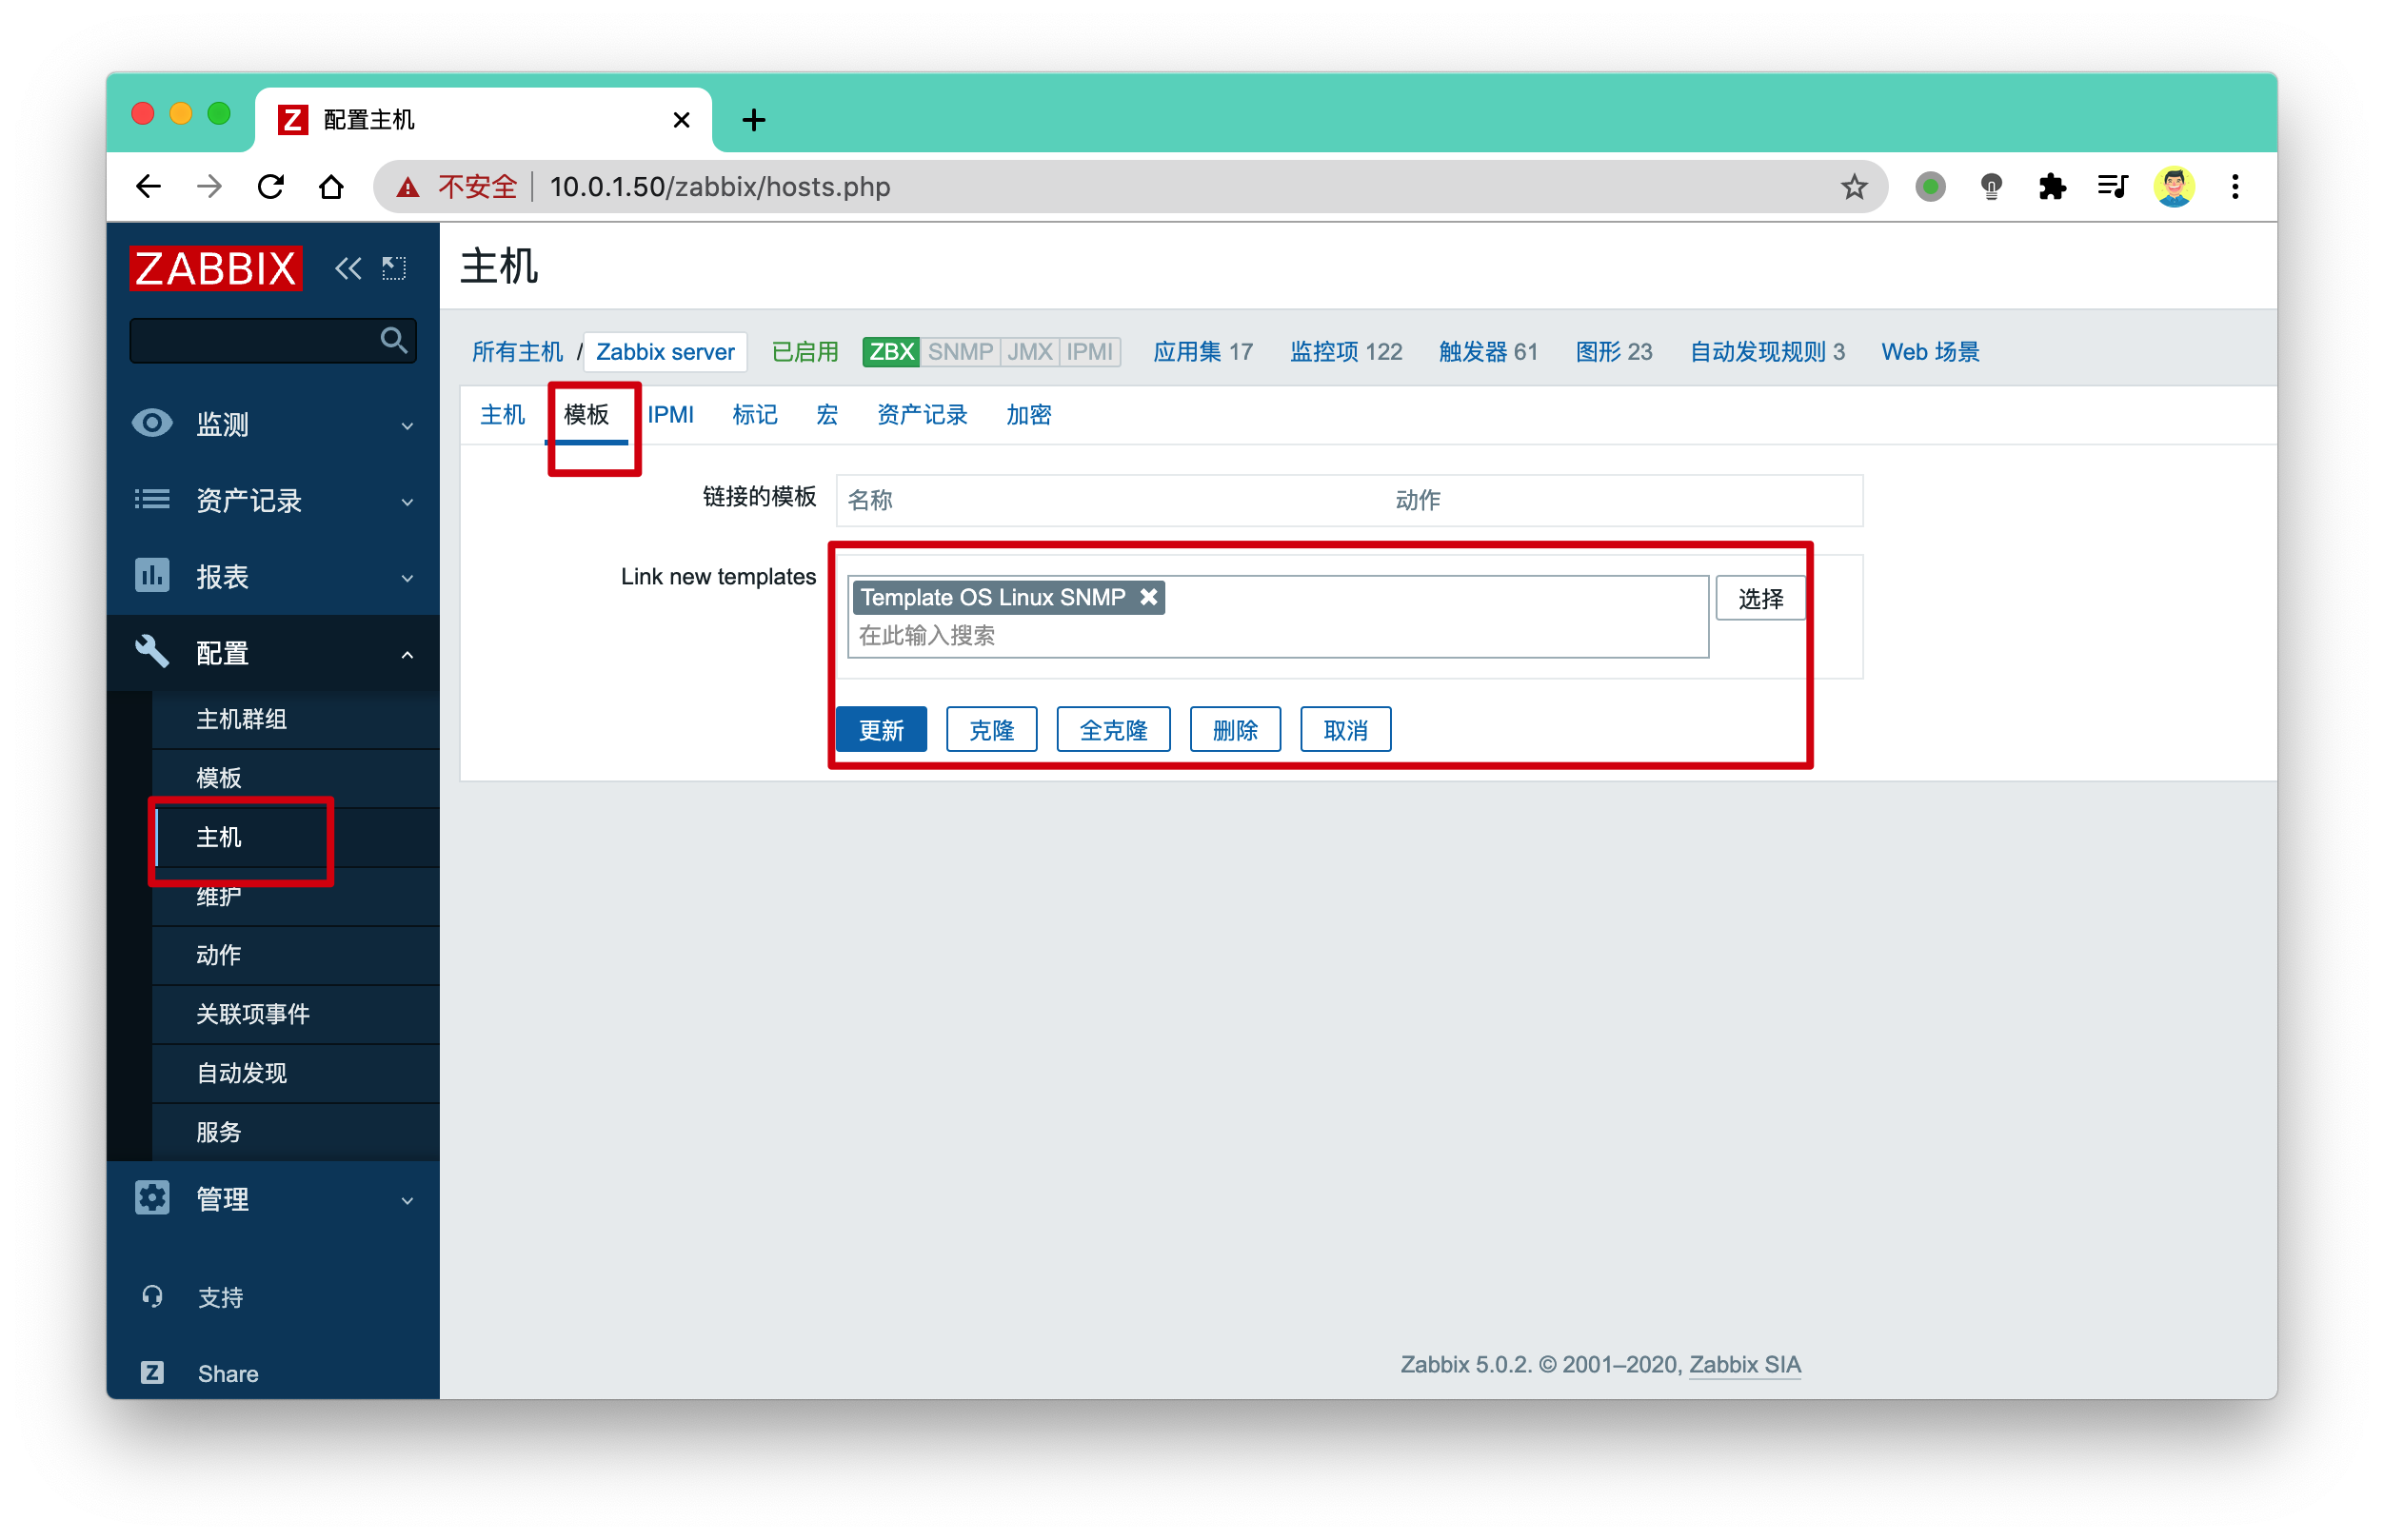 配置主机
不安全 10.0.1.50/zabbix/hosts.php
ZABBIX
监测
资产记录
报表
配置
主机群组
模板
主机
维护
动作
关联项事件
自动发现
服务
管理
支持
Share
主机
所有主机 / Zabbix server 已启用 ZBX SNMP JMX IPMI 应用集 17 监控项 122 触发器 61 图形 23 自动发现规则 3 Web 场景
主机 模板 IPMI 标记 宏 资产记录 加密
链接的模板 名称 动作
Link new templates Template OS Linux SNMP 选择
在此输入搜索
更新 克隆 全克隆 删除 取消
Zabbix 5.0.2. © 2001–2020, Zabbix SIA